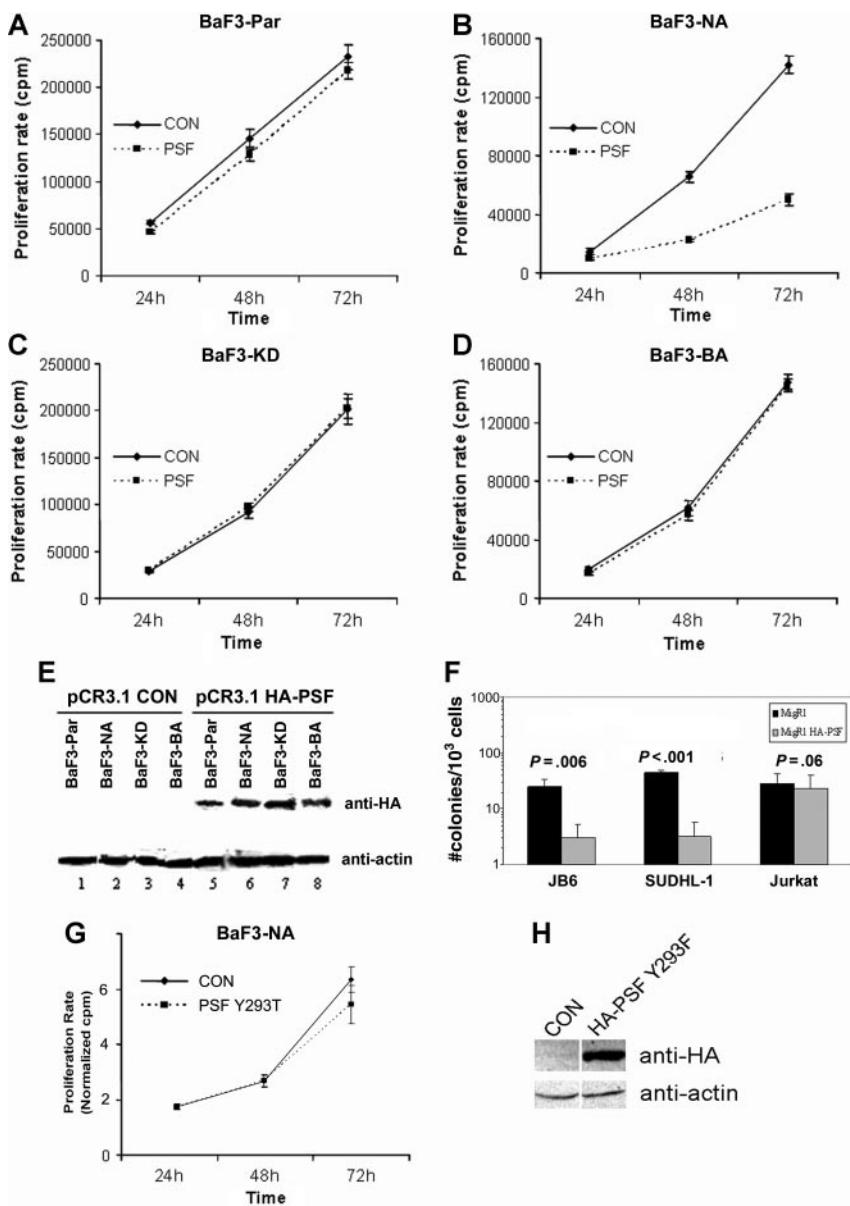 A
BaF3-Par
Proliferation rate (cpm)
250000
200000
150000
100000
50000
0
CON
PSF
24h 48h 72h
Time
B
BaF3-NA
Proliferation rate (cpm)
160000
120000
80000
40000
0
CON
PSF
24h 48h 72h
Time
C
BaF3-KD
Proliferation rate (cpm)
250000
200000
150000
100000
50000
0
CON
PSF
24h 48h 72h
Time
D
BaF3-BA
Proliferation rate (cpm)
160000
120000
80000
40000
0
CON
PSF
24h 48h 72h
Time
E
pCR3.1 CON pCR3.1 HA-PSF
BaF3-Par BaF3-NA BaF3-KD BaF3-BA BaF3-Par BaF3-NA BaF3-KD BaF3-BA
anti-HA
anti-actin
1 2 3 4 5 6 7 8
F
#colonies/10³ cells
1000
100
10
1
MigR1
MigR1 HA-PSF
P = .006 P < .001 P = .06
JB6 SUDHL-1 Jurkat
G
BaF3-NA
Proliferation Rate
(Normalized cpm)
6
4
2
0
CON
PSF Y293T
24h 48h 72h
Time
H
CON HA-PSF Y293F
anti-HA
anti-actin